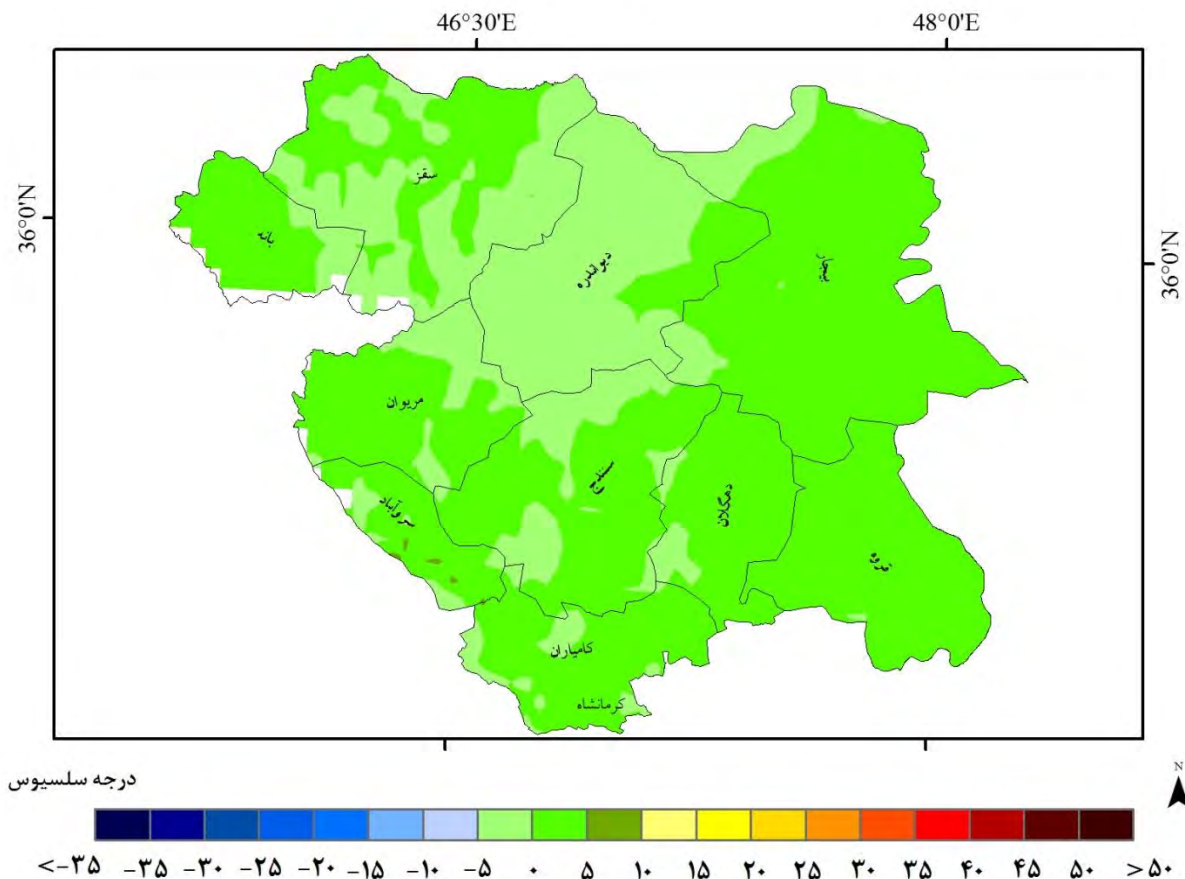 46°30'E 48°0'N
36°0'N
36°0'N
سقز
بانه
دیواندره
بیجار
مریوان
سنندج
سروآباد
دهگلان
قروه
کامیاران
کرمانشاه
درجه سلسیوس
N
<-۳۵ -۳۵ -۳۰ -۲۵ -۲۰ -۱۵ -۱۰ -۵ ۰ ۵ ۱۰ ۱۵ ۲۰ ۲۵ ۳۰ ۳۵ ۴۰ ۴۵ ۵۰ >۵۰